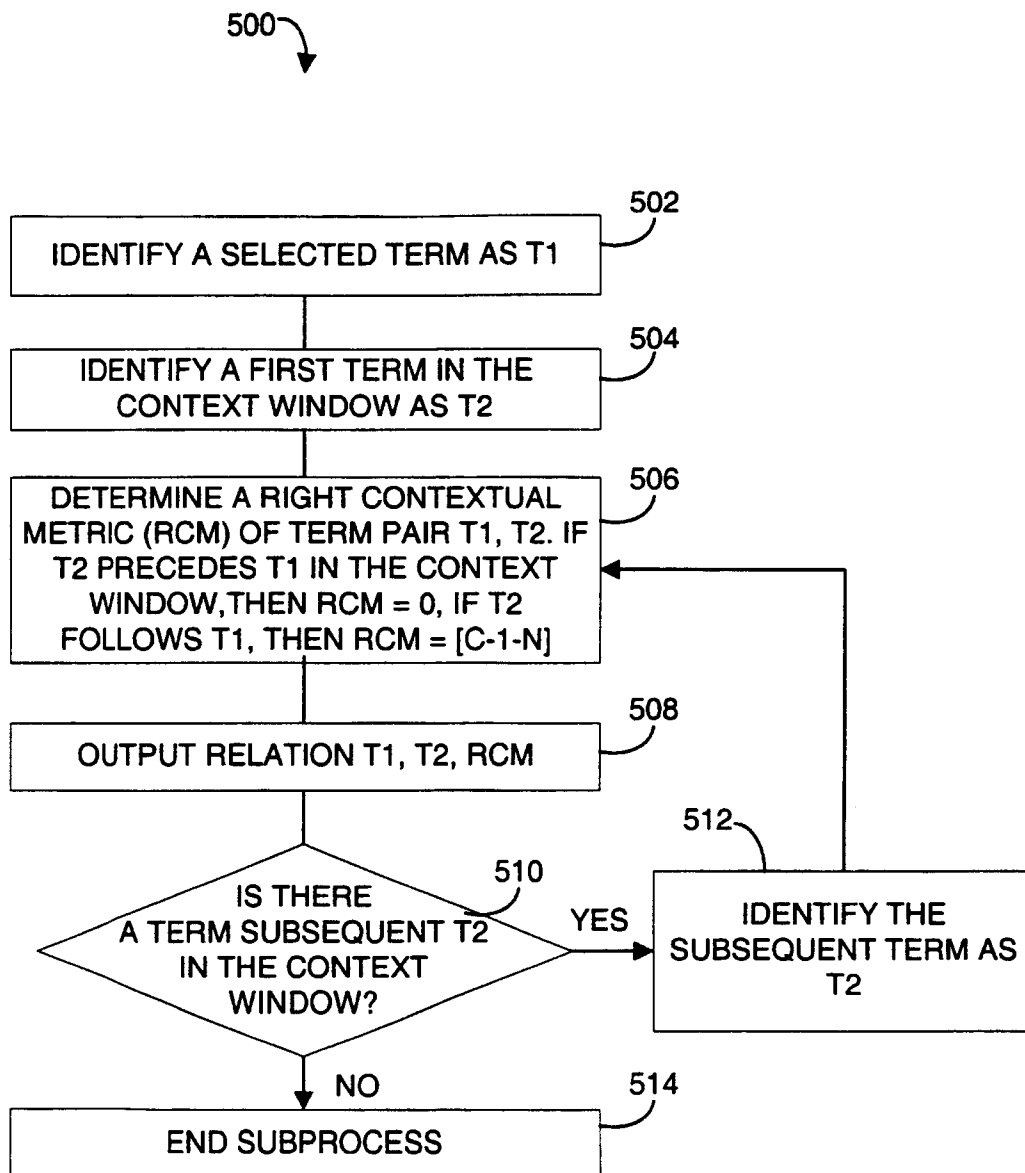 500
502
IDENTIFY A SELECTED TERM AS T1
504
IDENTIFY A FIRST TERM IN THE
CONTEXT WINDOW AS T2
506
DETERMINE A RIGHT CONTEXTUAL
METRIC (RCM) OF TERM PAIR T1, T2. IF
T2 PRECEDES T1 IN THE CONTEXT
WINDOW,THEN RCM = 0, IF T2
FOLLOWS T1, THEN RCM = [C-1-N]
508
OUTPUT RELATION T1, T2, RCM
510
IS THERE
A TERM SUBSEQUENT T2
IN THE CONTEXT
WINDOW?
YES
512
IDENTIFY THE
SUBSEQUENT TERM AS
T2
NO
514
END SUBPROCESS